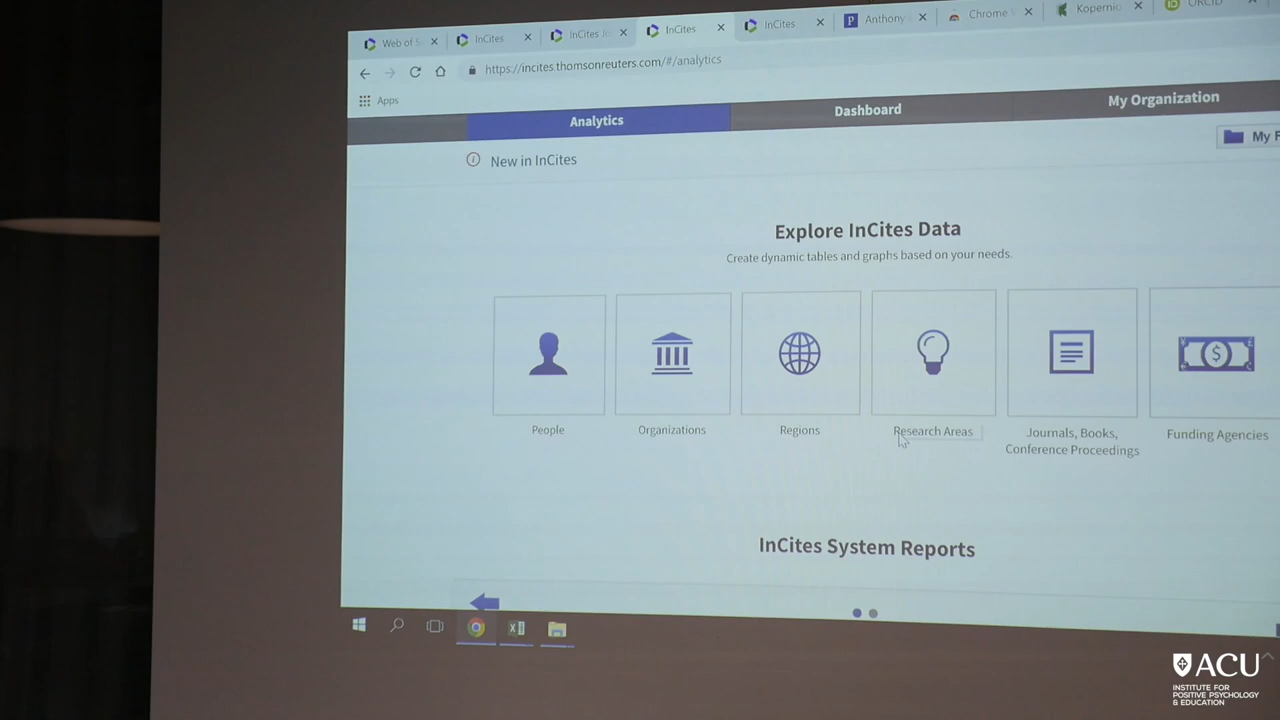 Web of S
InCites
InCites Jo
InCites
InCites
Anthony
Chrome
Kopernic
ORCID
https://incites.thomsonreuters.com/#/analytics
Apps
Analytics
Dashboard
My Organization
New in InCites
My F
Explore InCites Data
Create dynamic tables and graphs based on your needs.
People
Organizations
Regions
Research Areas
Journals, Books,
Conference Proceedings
Funding Agencies
InCites System Reports
ACU
INSTITUTE FOR
POSITIVE PSYCHOLOGY
& EDUCATION